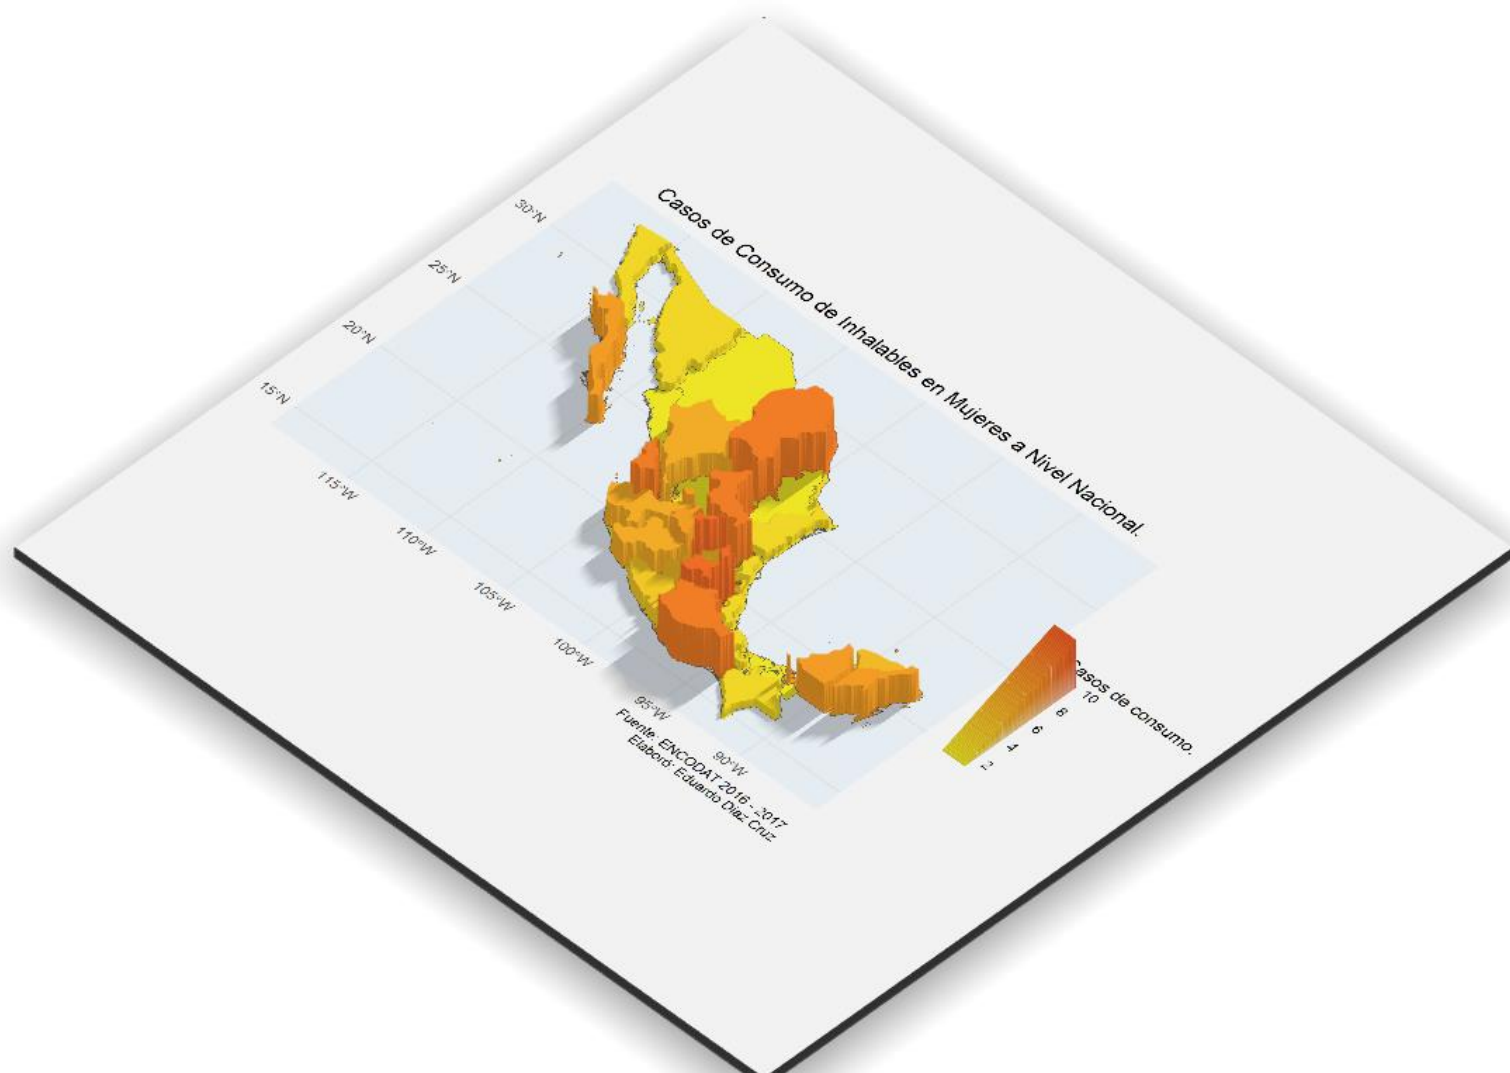 Casos de Consumo de Inhalables en Mujeres a Nivel Nacional.
30°N
25°N
20°N
15°N
115°W
110°W
105°W
100°W
95°W
90°W
Casos de consumo.
10
8
6
4
2
Fuente: ENCODAT 2016 - 2017
Elaboró: Eduardo Díaz Cruz